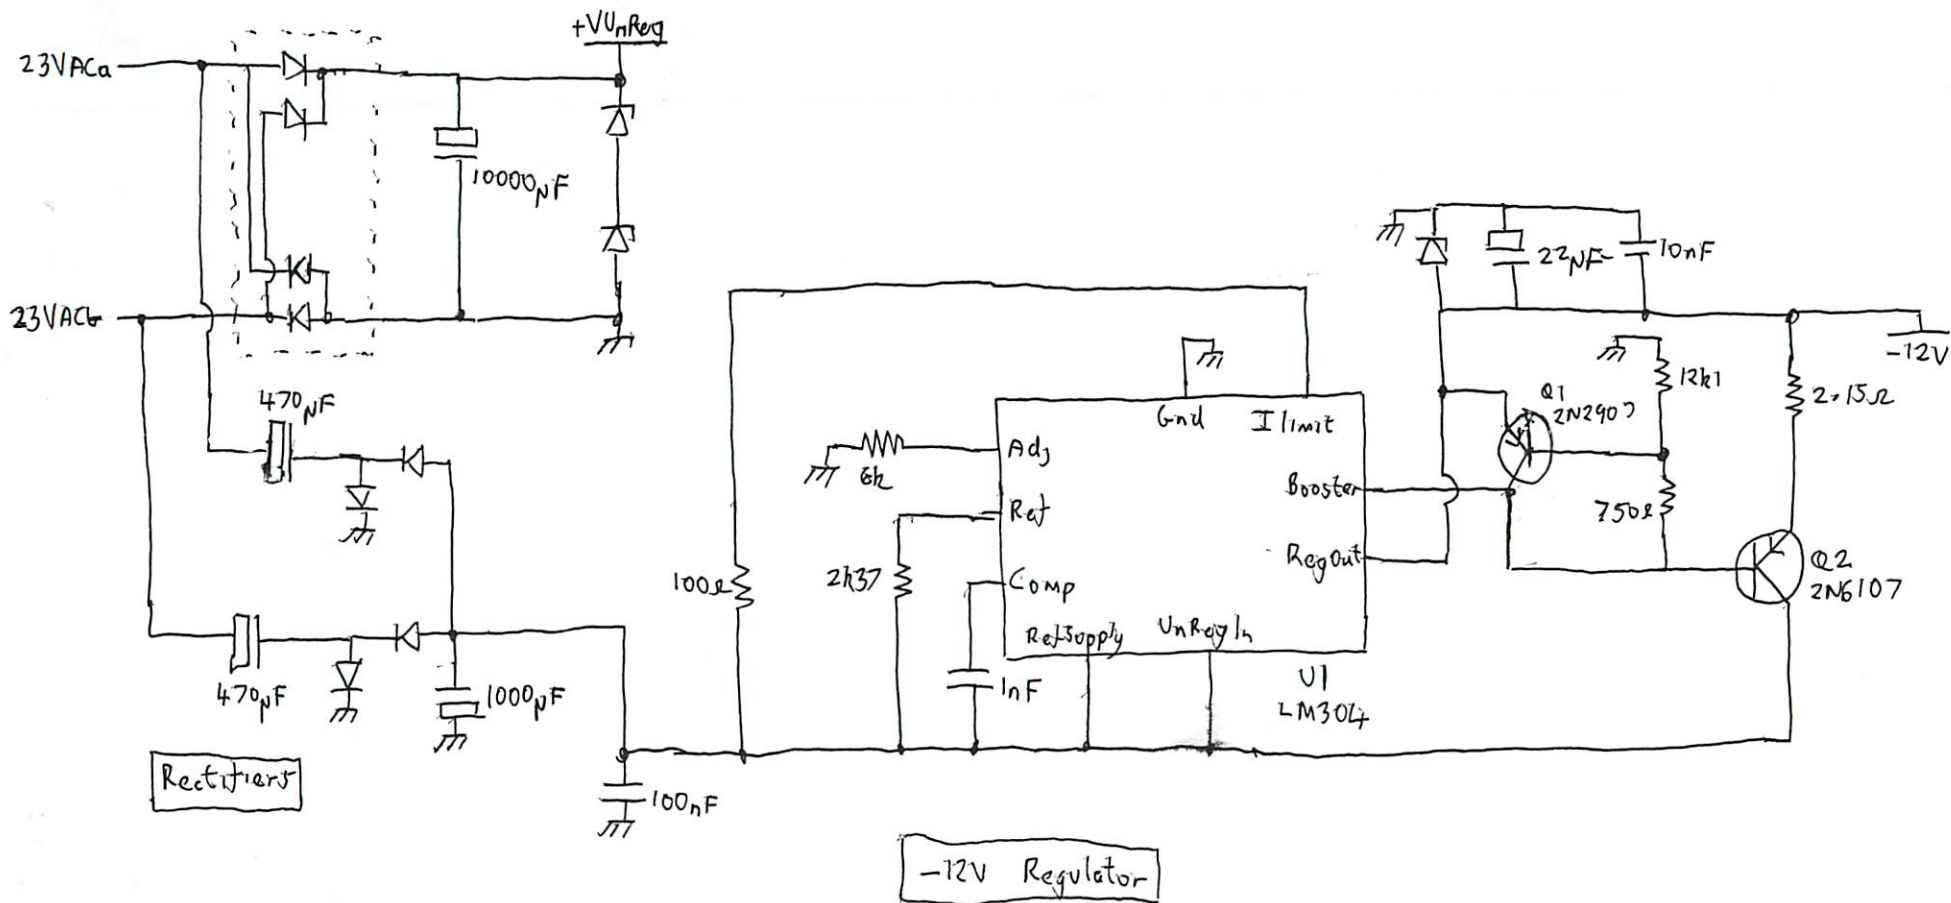 +VUnReg
23VACa
10000µF
23VACb
22µF
10nF
-12V
470µF
Gnd
I limit
Q1
2N2907
12k1
2.15Ω
Adj
6k
Booster
Ref
750Ω
100Ω
2k37
Comp
RegOut
Q2
2N6107
RefSupply
UnRegIn
470µF
1000µF
1nF
U1
LM304
Rectifiers
100nF
-12V Regulator